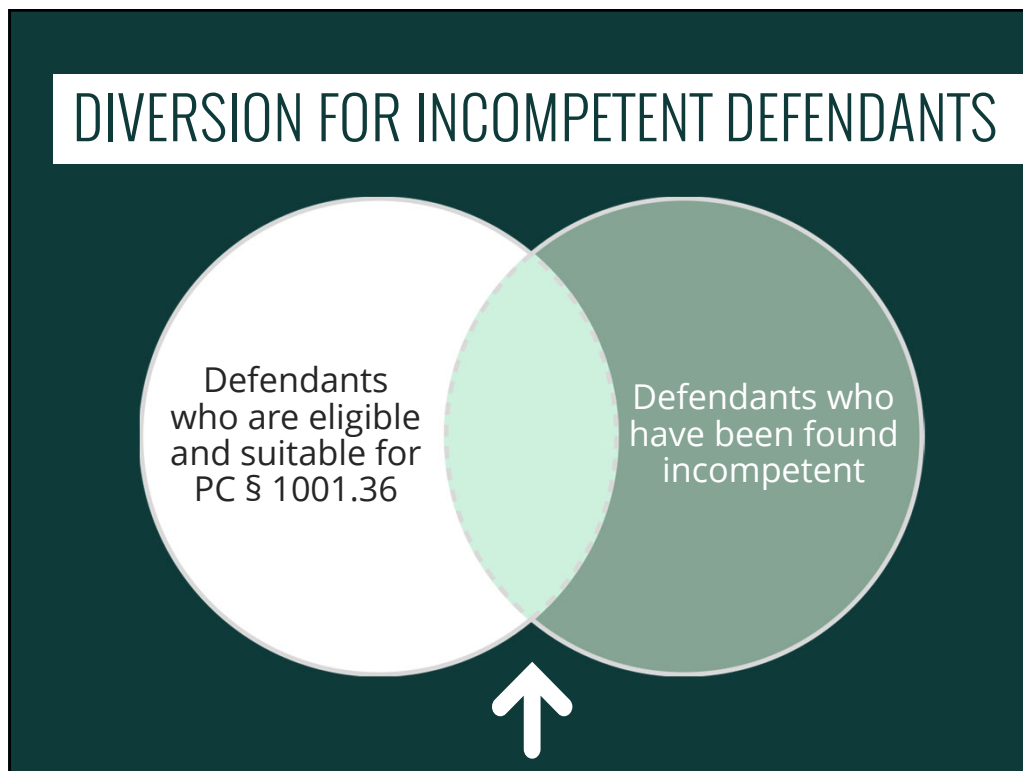 DIVERSION FOR INCOMPETENT DEFENDANTS
Defendants
who are eligible
and suitable for
PC § 1001.36
Defendants who
have been found
incompetent